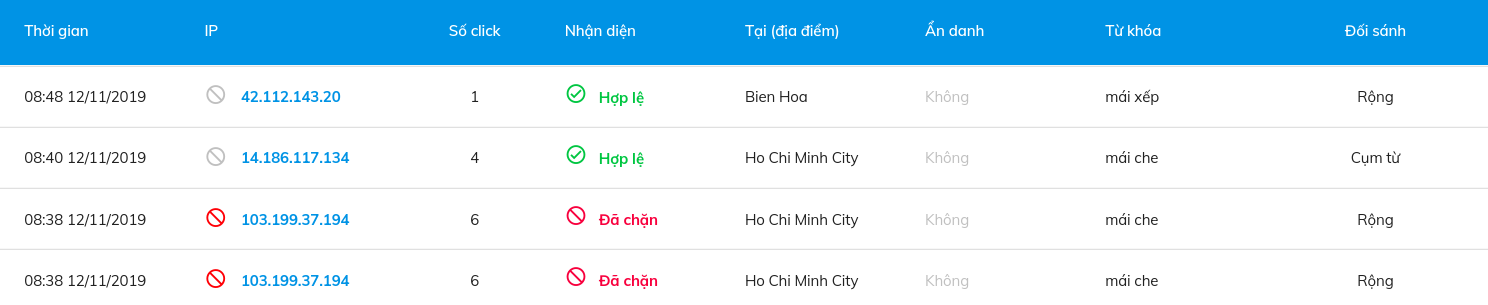 Thời gian IP Số click Nhận diện Tại (địa điểm) Ẩn danh Từ khóa Đối sánh
08:48 12/11/2019 42.112.143.20 1 Hợp lệ Bien Hoa Không mái xếp Rộng
08:40 12/11/2019 14.186.117.134 4 Hợp lệ Ho Chi Minh City Không mái che Cụm từ
08:38 12/11/2019 103.199.37.194 6 Đã chặn Ho Chi Minh City Không mái che Rộng
08:38 12/11/2019 103.199.37.194 6 Đã chặn Ho Chi Minh City Không mái che Rộng